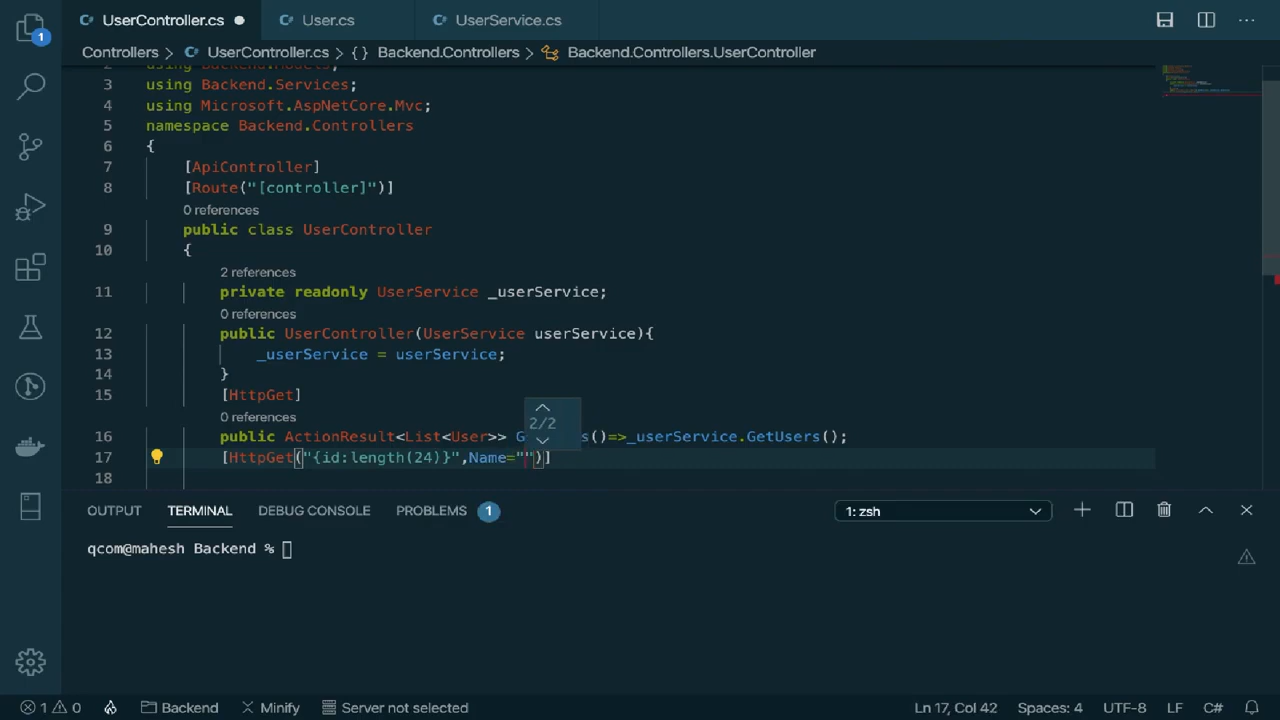 UserController.cs
User.cs
UserService.cs
1
Controllers > UserController.cs > { } Backend.Controllers > Backend.Controllers.UserController
2 using Backend.Models;
3 using Backend.Services;
4 using Microsoft.AspNetCore.Mvc;
5 namespace Backend.Controllers
6 {
7 [ApiController]
8 [Route("[controller]")]
0 references
9 public class UserController
10 {
2 references
11 private readonly UserService _userService;
0 references
12 public UserController(UserService userService){
13 _userService = userService;
14 }
15 [HttpGet]
0 references
2/2
16 public ActionResult<List<User>> G s()=>_userService.GetUsers();
17 [HttpGet("{id:length(24)}",Name="")]
18
OUTPUT TERMINAL DEBUG CONSOLE PROBLEMS 1 1: zsh
qcom@mahesh Backend %
1 0 Backend Minify Server not selected Ln 17, Col 42 Spaces: 4 UTF-8 LF C#